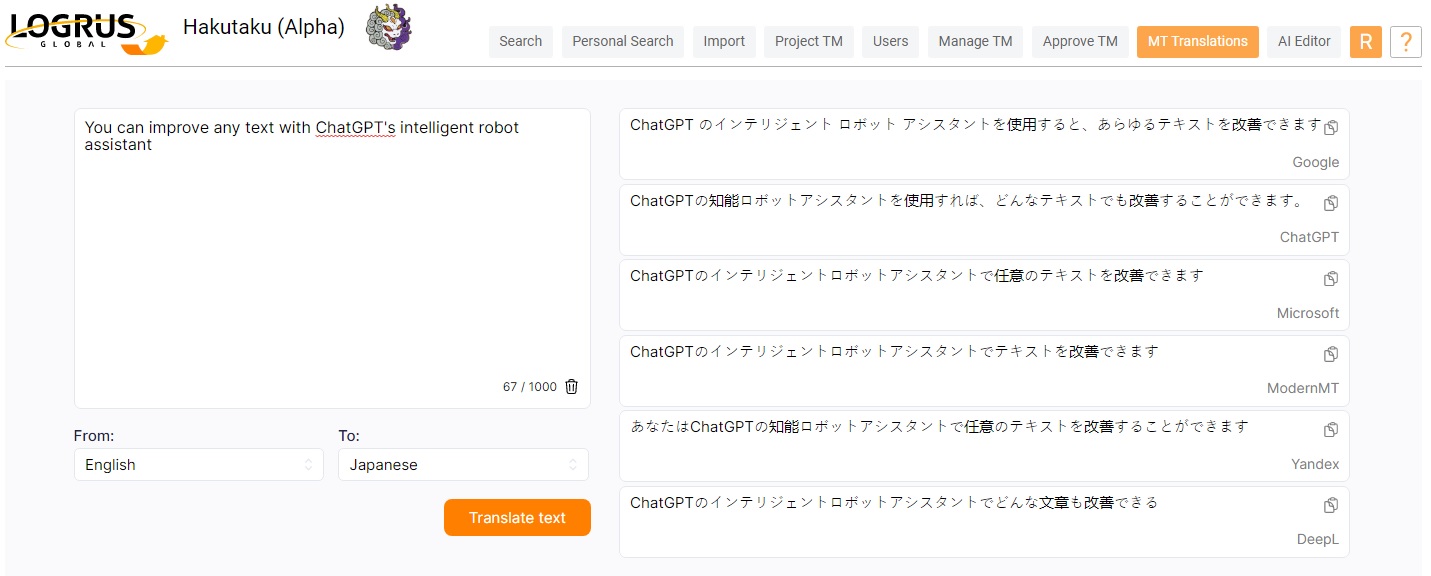 LOGRUS
GLOBAL
Hakutaku (Alpha)
Search
Personal Search
Import
Project TM
Users
Manage TM
Approve TM
MT Translations
AI Editor
R
?
You can improve any text with ChatGPT's intelligent robot
assistant
67 / 1000
From:
To:
English
Japanese
Translate text
ChatGPT のインテリジェント ロボット アシスタントを使用すると、あらゆるテキストを改善できます
Google
ChatGPTの知能ロボットアシスタントを使用すれば、どんなテキストでも改善することができます。
ChatGPT
ChatGPTのインテリジェントロボットアシスタントで任意のテキストを改善できます
Microsoft
ChatGPTのインテリジェントロボットアシスタントでテキストを改善できます
ModernMT
あなたはChatGPTの知能ロボットアシスタントで任意のテキストを改善することができます
Yandex
ChatGPTのインテリジェントロボットアシスタントでどんな文章も改善できる
DeepL